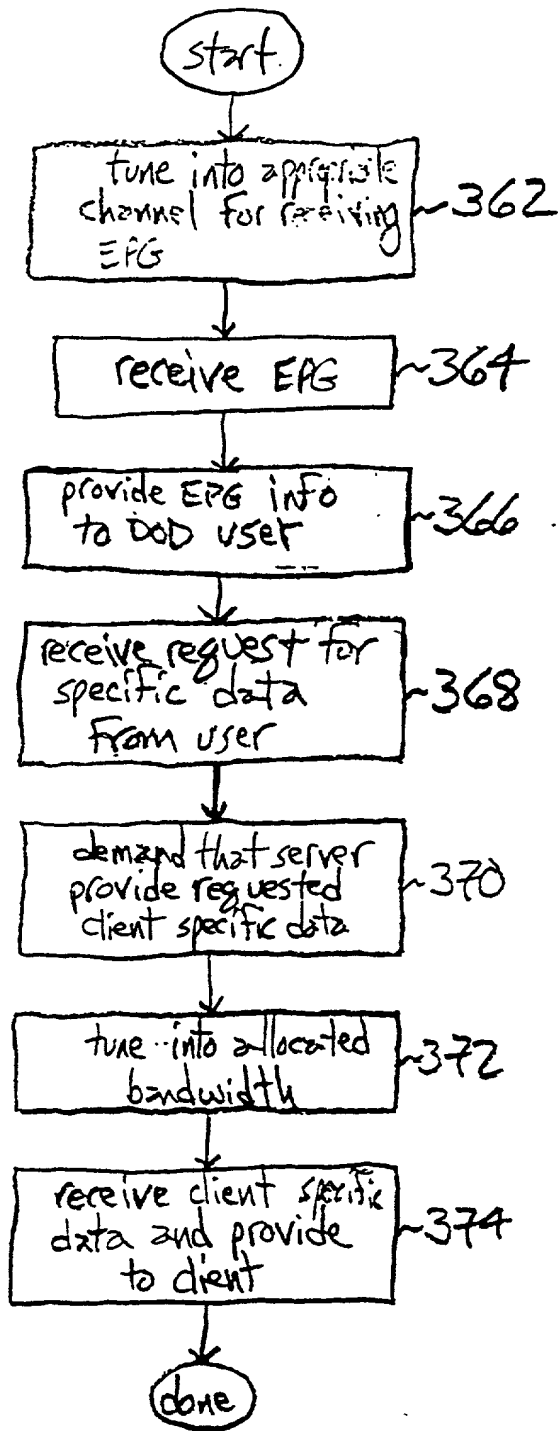 start
tune into appropriate
channel for receiving
EPG
~362
receive EPG
~364
provide EPG info
to DOD user
~366
receive request for
specific data
from user
~368
demand that server
provide requested
client specific data
~370
tune into allocated
bandwidth
~372
receive client specific
data and provide
to client
~374
done